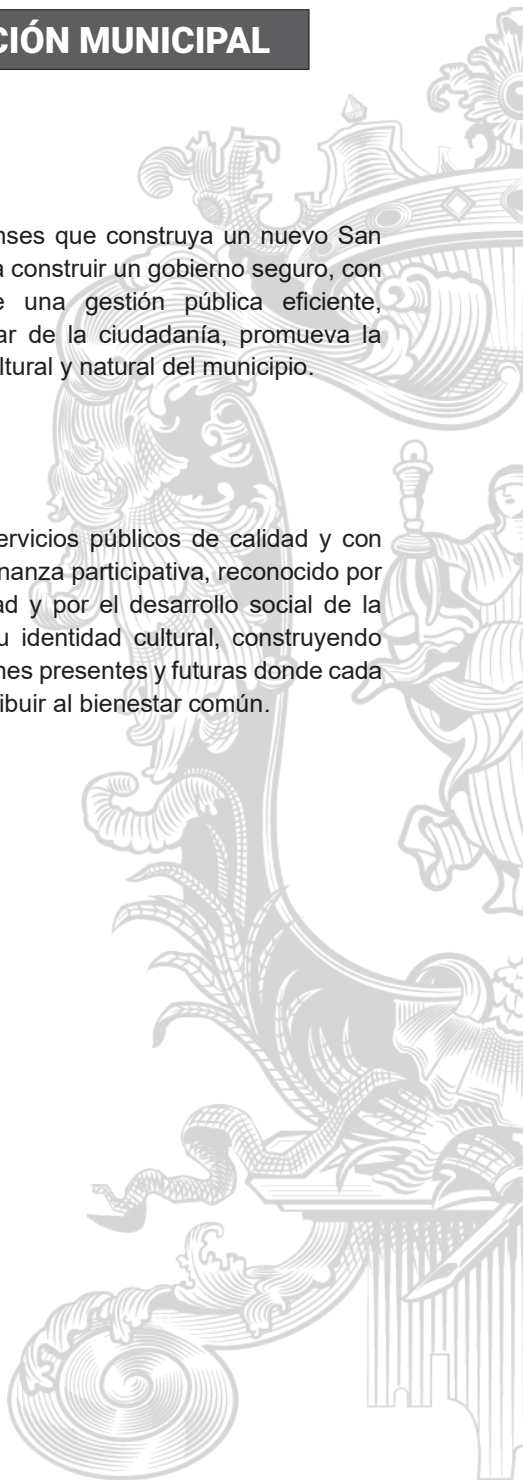 CIÓN MUNICIPAL
nses que construya un nuevo San
a construir un gobierno seguro, con
e una gestión pública eficiente,
ar de la ciudadanía, promueva la
ltural y natural del municipio.
ervicios públicos de calidad y con
nanza participativa, reconocido por
ad y por el desarrollo social de la
u identidad cultural, construyendo
nes presentes y futuras donde cada
ribuir al bienestar común.